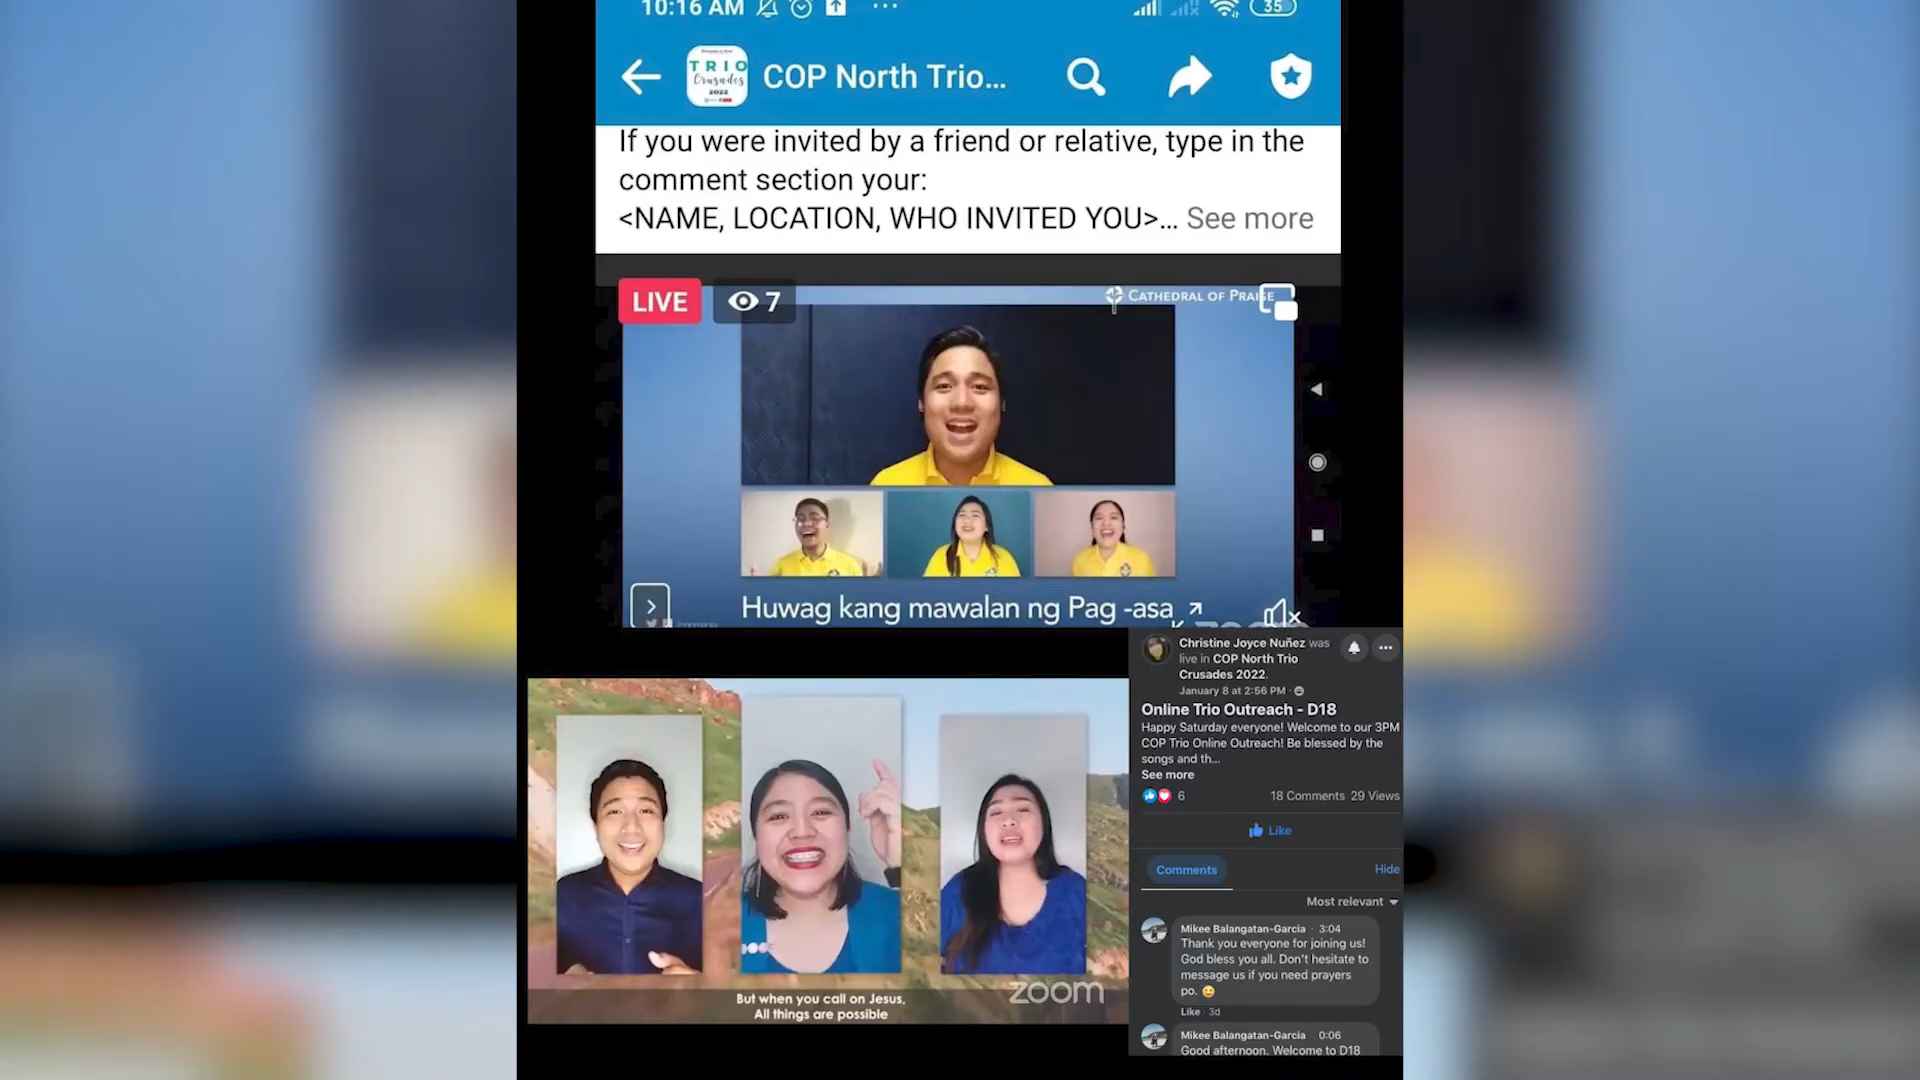 10:16 AM
35
TRIO
Crusades
2022
COP North Trio...
If you were invited by a friend or relative, type in the
comment section your:
<NAME, LOCATION, WHO INVITED YOU>... See more
LIVE
7
CATHEDRAL OF PRAISE
Huwag kang mawalan ng Pag -asa
Christine Joyce Nuñez was
live in COP North Trio
Crusades 2022.
January 8 at 2:56 PM ·
Online Trio Outreach - D18
Happy Saturday everyone! Welcome to our 3PM
COP Trio Online Outreach! Be blessed by the
songs and th...
See more
6
18 Comments 29 Views
Like
Comments
Hide
Most relevant
Mikee Balangatan-Garcia · 3:04
Thank you everyone for joining us!
God bless you all. Don't hesitate to
message us if you need prayers
po. 😀
Like · 3d
Mikee Balangatan-Garcia 0:06
Good afternoon. Welcome to D18
But when you call on Jesus,
All things are possible
zoom